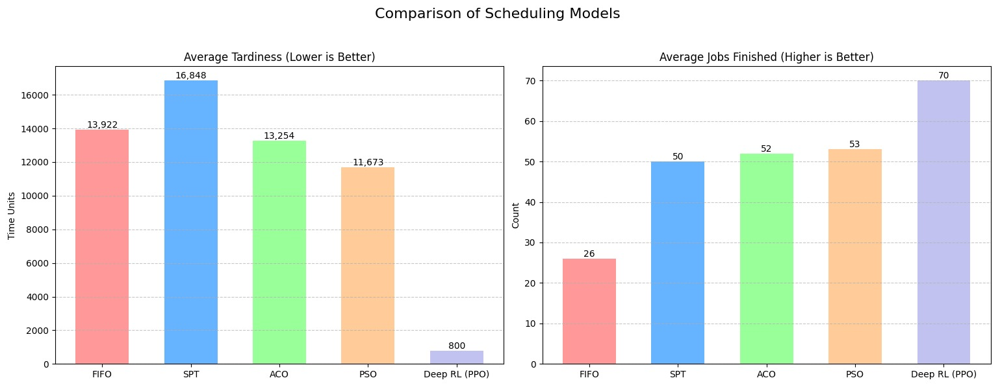 Comparison of Scheduling Models
Average Tardiness (Lower is Better)
Time Units
16000
14000
12000
10000
8000
6000
4000
2000
0
13,922
16,848
13,254
11,673
800
FIFO
SPT
ACO
PSO
Deep RL (PPO)
Average Jobs Finished (Higher is Better)
Count
70
60
50
40
30
20
10
0
26
50
52
53
70
FIFO
SPT
ACO
PSO
Deep RL (PPO)